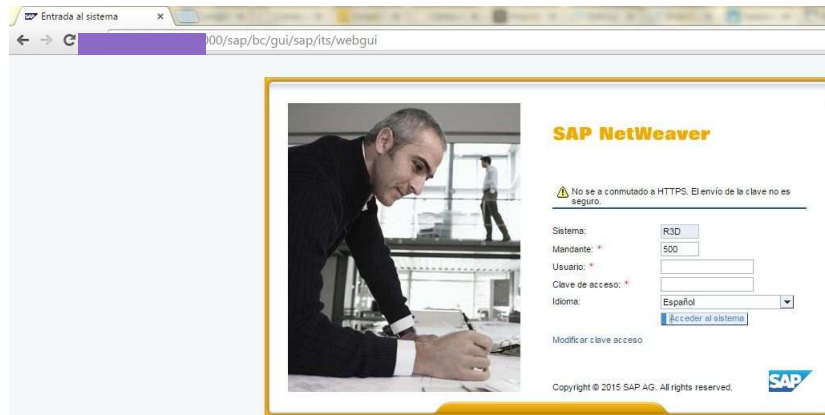 Entrada al sistema
000/sap/bc/gui/sap/its/webgui
SAP NetWeaver
No se a conmutado a HTTPS. El envío de la clave no es
seguro.
Sistema: R3D
Mandante: * 500
Usuario: *
Clave de acceso: *
Idioma: Español
Acceder al sistema
Modificar clave acceso
Copyright © 2015 SAP AG. All rights reserved.
SAP